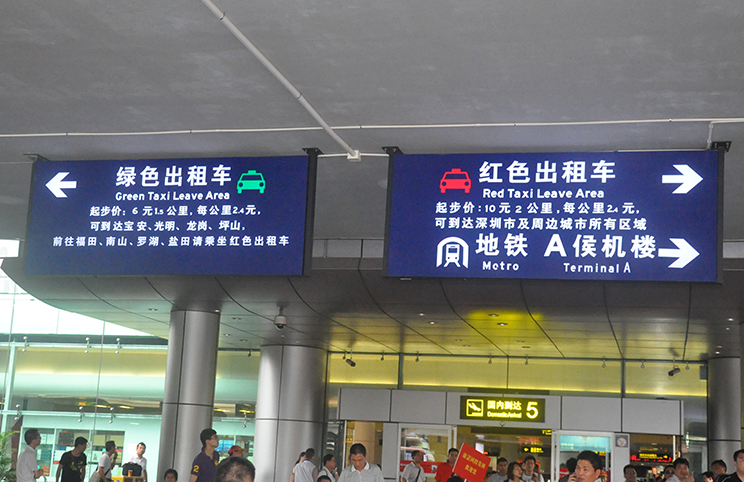 绿色出租车
Green Taxi Leave Area
起步价：6元1.5公里，每公里2.4元，
可到达宝安、光明、龙岗、坪山，
前往福田、南山、罗湖、盐田请乘坐红色出租车
红色出租车
Red Taxi Leave Area
起步价：10元 2 公里，每公里2.4 元，
可到达深圳市及周边城市所有区域
地铁 A侯机楼
Metro Terminal A
国内到达 5
Domestic Arrival